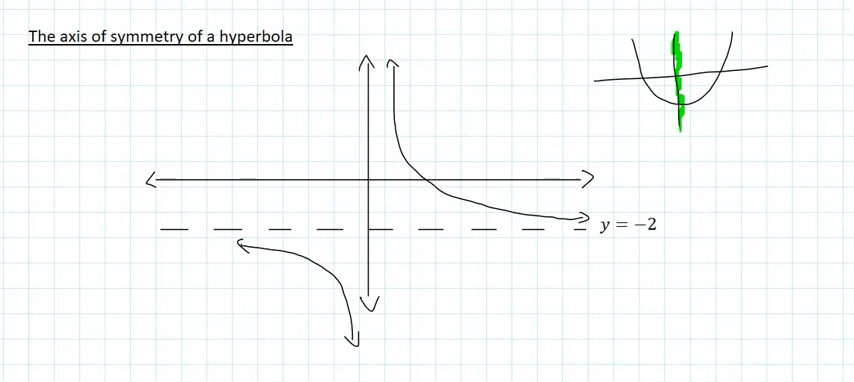 The axis of symmetry of a hyperbola
y = −2